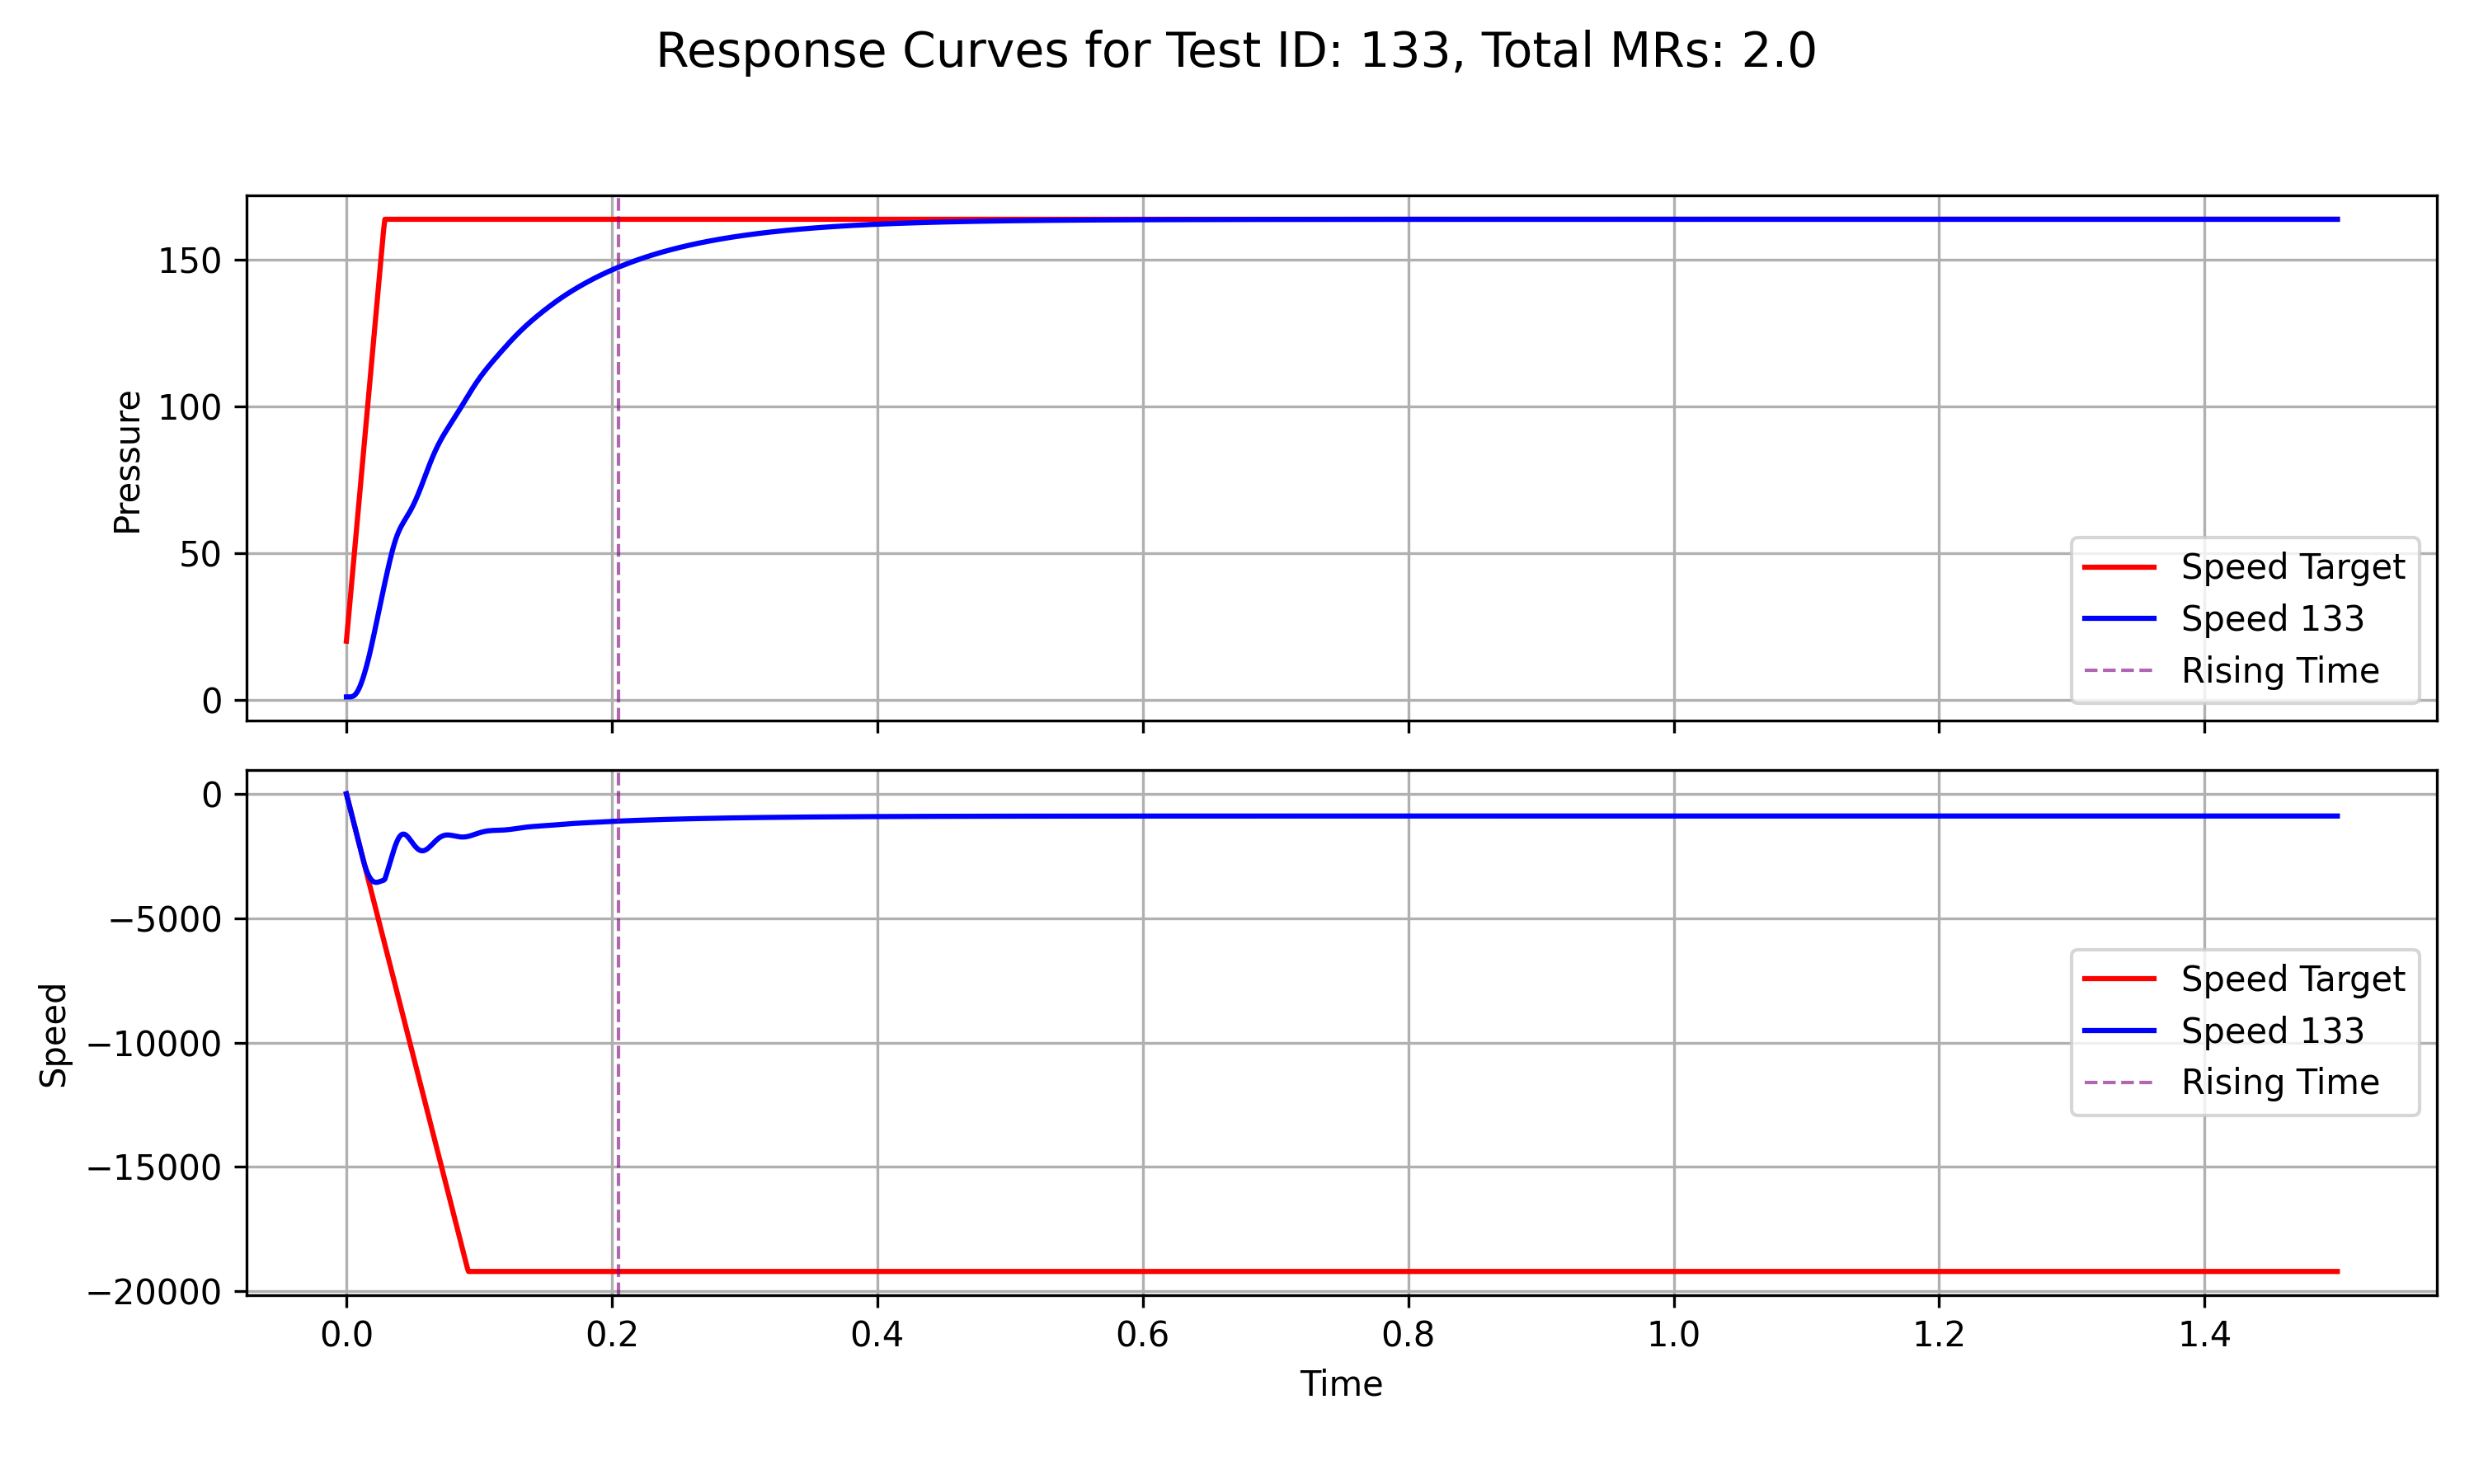 Response Curves for Test ID: 133, Total MRs: 2.0
Pressure
150
100
50
0
Speed Target
Speed 133
Rising Time
Speed
0
−5000
−10000
−15000
−20000
Speed Target
Speed 133
Rising Time
0.0 0.2 0.4 0.6 0.8 1.0 1.2 1.4
Time